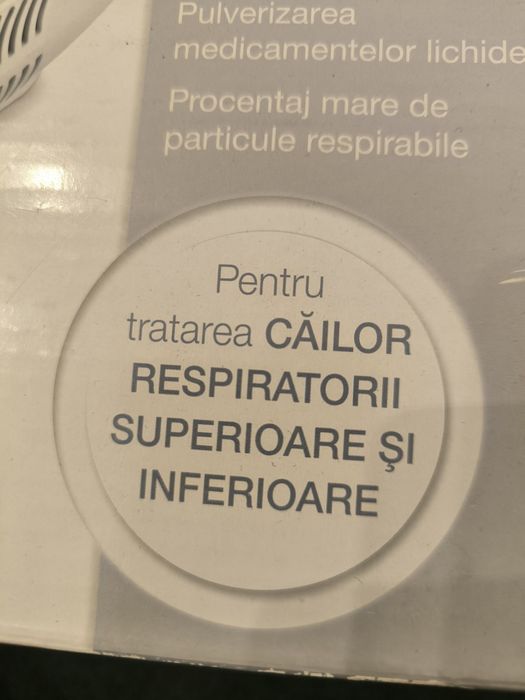 Pulverizarea
medicamentelor lichide
Procentaj mare de
particule respirabile
Pentru
tratarea CĂILOR
RESPIRATORII
SUPERIOARE ŞI
INFERIOARE